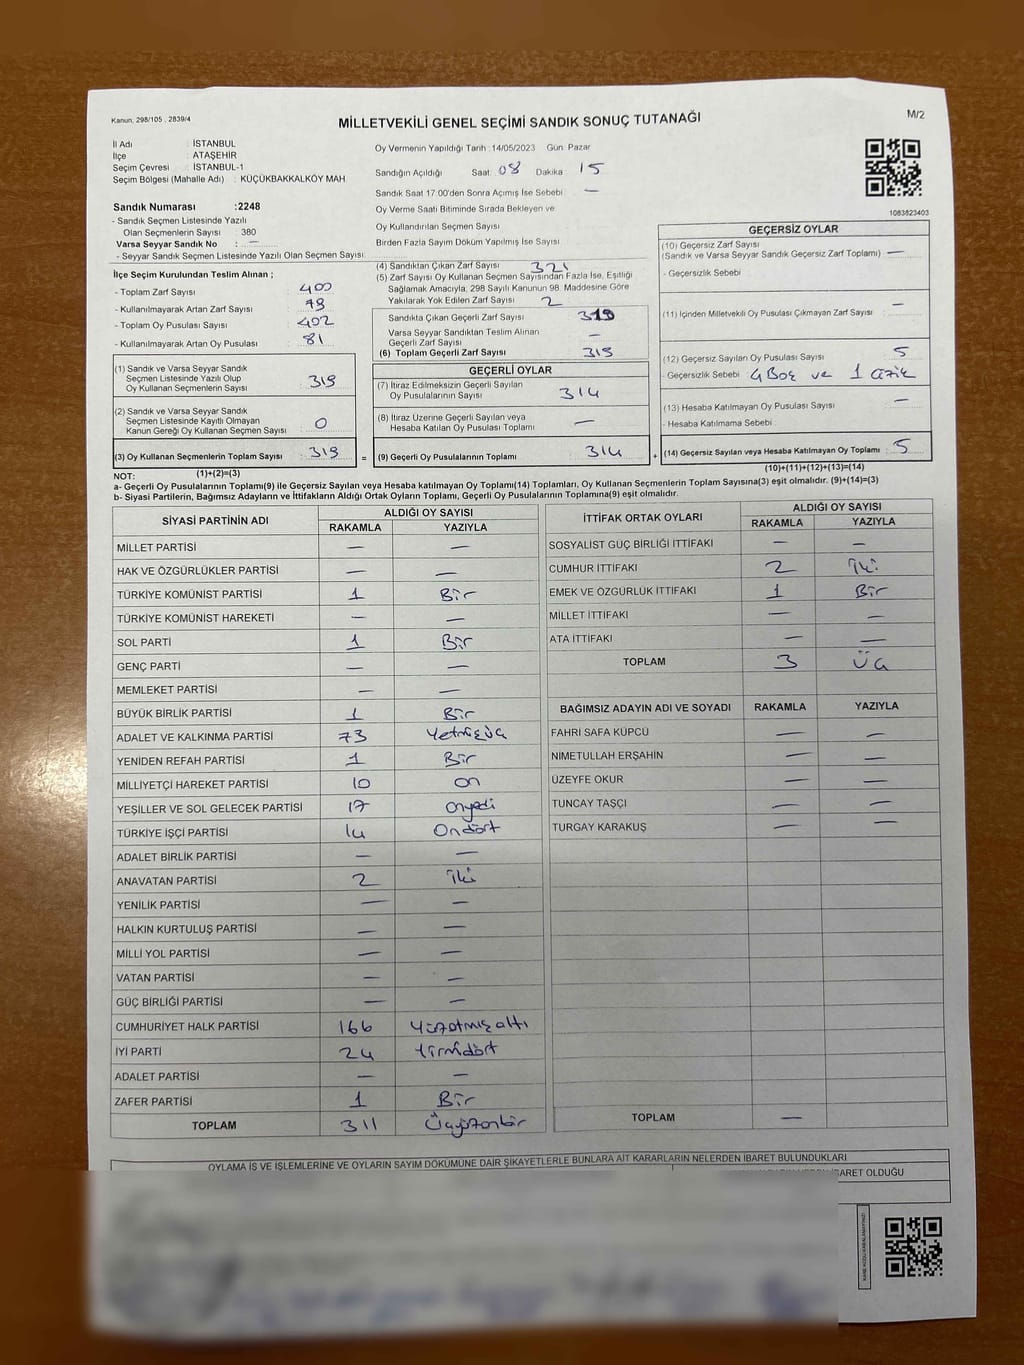 Kanun, 298/105 , 2839/4
MİLLETVEKİLİ GENEL SEÇİMİ SANDIK SONUÇ TUTANAĞI
M/2
İl Adı : İSTANBUL
İlçe : ATAŞEHİR
Seçim Çevresi : İSTANBUL-1
Seçim Bölgesi (Mahalle Adı) : KÜÇÜKBAKKALKÖY MAH.
Sandık Numarası :2248
- Sandık Seçmen Listesinde Yazılı
Olan Seçmenlerin Sayısı : 380
Varsa Seyyar Sandık No : —
- Seyyar Sandık Seçmen Listesinde Yazılı Olan Seçmen Sayısı:
Oy Vermenin Yapıldığı Tarih :14/05/2023 Gün: Pazar
Sandığın Açıldığı Saat: 08 Dakika: 15
Sandık Saat 17:00'den Sonra Açımış İse Sebebi: —
Oy Verme Saati Bitiminde Sırada Bekleyen ve
Oy Kullandırılan Seçmen Sayısı :
Birden Fazla Sayım Döküm Yapılmış İse Sayısı :
1083823403
İlçe Seçim Kurulundan Teslim Alınan ;
- Toplam Zarf Sayısı : 400
- Kullanılmayarak Artan Zarf Sayısı : 79
- Toplam Oy Pusulası Sayısı : 402
- Kullanılmayarak Artan Oy Pusulası : 81
(1) Sandık ve Varsa Seyyar Sandık
Seçmen Listesinde Yazılı Olup
Oy Kullanan Seçmenlerin Sayısı : 319
(2) Sandık ve Varsa Seyyar Sandık
Seçmen Listesinde Kayıtlı Olmayan
Kanun Gereği Oy Kullanan Seçmen Sayısı : 0
(3) Oy Kullanan Seçmenlerin Toplam Sayısı : 319 =
(1)+(2)=(3)
(4) Sandıktan Çıkan Zarf Sayısı : 321
(5) Zarf Sayısı Oy Kullanan Seçmen Sayısından Fazla İse, Eşitliği
Sağlamak Amacıyla, 298 Sayılı Kanunun 98. Maddesine Göre
Yakılarak Yok Edilen Zarf Sayısı : 2
Sandıkta Çıkan Geçerli Zarf Sayısı : 319
Varsa Seyyar Sandıktan Teslim Alınan
Geçerli Zarf Sayısı : —
(6) Toplam Geçerli Zarf Sayısı : 319
GEÇERLİ OYLAR
(7) İtiraz Edilmeksizin Geçerli Sayılan
Oy Pusulalarının Sayısı : 314
(8) İtiraz Üzerine Geçerli Sayılan veya
Hesaba Katılan Oy Pusulası Toplamı : —
(9) Geçerli Oy Pusulalarının Toplamı : 314 +
GEÇERSİZ OYLAR
(10) Geçersiz Zarf Sayısı
(Sandık ve Varsa Seyyar Sandık Geçersiz Zarf Toplamı) : —
- Geçersizlik Sebebi :
(11) İçinden Milletvekili Oy Pusulası Çıkmayan Zarf Sayısı : —
(12) Geçersiz Sayılan Oy Pusulası Sayısı : 5
- Geçersizlik Sebebi : 4 Boş ve 1 çizik
(13) Hesaba Katılmayan Oy Pusulası Sayısı : —
- Hesaba Katılmama Sebebi :
(14) Geçersiz Sayılan veya Hesaba Katılmayan Oy Toplamı : 5
(10)+(11)+(12)+(13)=(14)
NOT:
a- Geçerli Oy Pusulalarının Toplamı(9) ile Geçersiz Sayılan veya Hesaba Katılmayan Oy Toplamı(14) Toplamları, Oy Kullanan Seçmenlerin Toplam Sayısına(3) eşit olmalıdır. (9)+(14)=(3)
b- Siyasi Partilerin, Bağımsız Adayların ve İttifakların Aldığı Ortak Oyların Toplamı, Geçerli Oy Pusulalarının Toplamına(9) eşit olmalıdır.
SİYASİ PARTİNİN ADI ALDIĞI OY SAYISI
RAKAMLA YAZIYLA
MİLLET PARTİSİ — —
HAK VE ÖZGÜRLÜKLER PARTİSİ — —
TÜRKİYE KOMÜNİST PARTİSİ 1 Bir
TÜRKİYE KOMÜNİST HAREKETİ — —
SOL PARTİ 1 Bir
GENÇ PARTİ — —
MEMLEKET PARTİSİ — —
BÜYÜK BİRLİK PARTİSİ 1 Bir
ADALET VE KALKINMA PARTİSİ 73 Yetmişüç
YENİDEN REFAH PARTİSİ 1 Bir
MİLLİYETÇİ HAREKET PARTİSİ 10 On
YEŞİLLER VE SOL GELECEK PARTİSİ 17 Onyedi
TÜRKİYE İŞÇİ PARTİSİ 14 Ondört
ADALET BİRLİK PARTİSİ — —
ANAVATAN PARTİSİ 2 İki
YENİLİK PARTİSİ — —
HALKIN KURTULUŞ PARTİSİ — —
MİLLİ YOL PARTİSİ — —
VATAN PARTİSİ — —
GÜÇ BİRLİĞİ PARTİSİ — —
CUMHURİYET HALK PARTİSİ 166 Yüzatmışaltı
İYİ PARTİ 24 Yirmidört
ADALET PARTİSİ — —
ZAFER PARTİSİ 1 Bir
TOPLAM 311 Üçyüzonbir
İTTİFAK ORTAK OYLARI ALDIĞI OY SAYISI
RAKAMLA YAZIYLA
SOSYALİST GÜÇ BİRLİĞİ İTTİFAKI — —
CUMHUR İTTİFAKI 2 İki
EMEK VE ÖZGÜRLÜK İTTİFAKI 1 Bir
MİLLET İTTİFAKI — —
ATA İTTİFAKI — —
TOPLAM 3 Üç
BAĞIMSIZ ADAYIN ADI VE SOYADI RAKAMLA YAZIYLA
FAHRİ SAFA KÜPCÜ — —
NİMETULLAH ERŞAHİN — —
ÜZEYFE OKUR — —
TUNCAY TAŞÇI — —
TURGAY KARAKUŞ — —
TOPLAM —
OYLAMA İŞ VE İŞLEMLERİNE VE OYLARIN SAYIM DÖKÜMÜNE DAİR ŞİKAYETLERLE BUNLARA AİT KARARLARIN NELERDEN İBARET BULUNDUKLARI
OLDUĞU